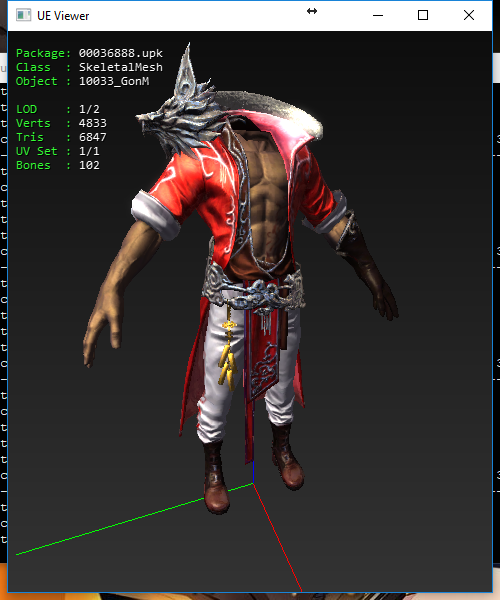 UE Viewer
Package: 00036888.upk
Class : SkeletalMesh
Object : 10033_GonM
LOD : 1/2
Verts : 4833
Tris : 6847
UV Set : 1/1
Bones : 102